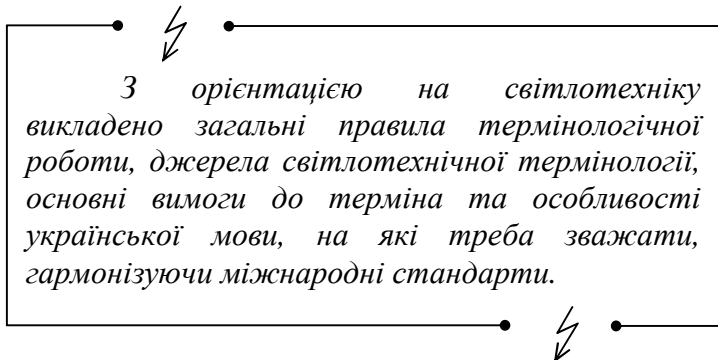 З орієнтацією на світлотехніку
викладено загальні правила термінологічної
роботи, джерела світлотехнічної термінології,
основні вимоги до терміна та особливості
української мови, на які треба зважати,
гармонізуючи міжнародні стандарти.